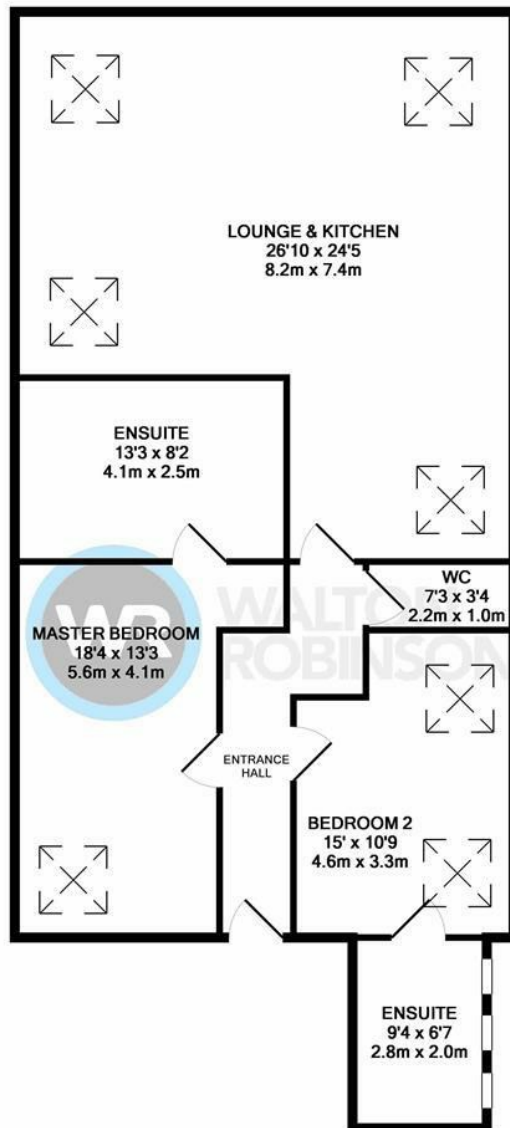 LOUNGE & KITCHEN
26'10 x 24'5
8.2m x 7.4m
ENSUITE
13'3 x 8'2
4.1m x 2.5m
WC
7'3 x 3'4
2.2m x 1.0m
WR
WALTON
ROBINSON
MASTER BEDROOM
18'4 x 13'3
5.6m x 4.1m
ENTRANCE
HALL
BEDROOM 2
15' x 10'9
4.6m x 3.3m
ENSUITE
9'4 x 6'7
2.8m x 2.0m